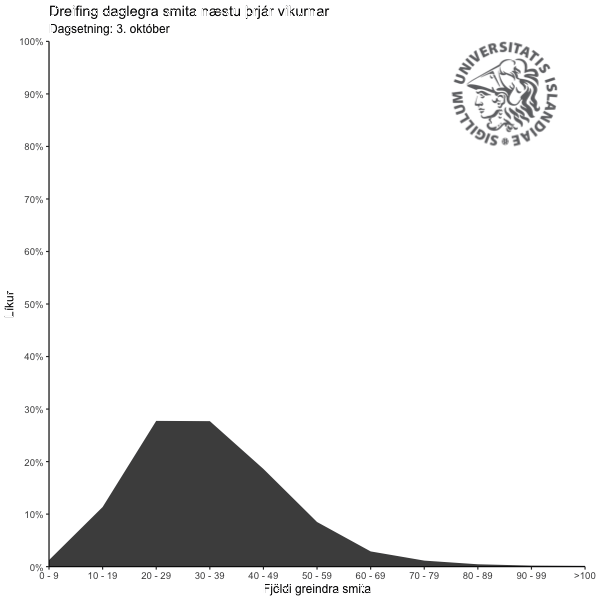 Dreifing daglegra smita næstu þrjár vikurnar
Dagsetning: 3. október
100%
90%
80%
70%
60%
50%
40%
30%
20%
10%
0%
Líkur
0 - 9
10 - 19
20 - 29
30 - 39
40 - 49
50 - 59
60 - 69
70 - 79
80 - 89
90 - 99
>100
Fjöldi greindra smita
UNIVERSITATIS ISLANDIAE SIGILLUM